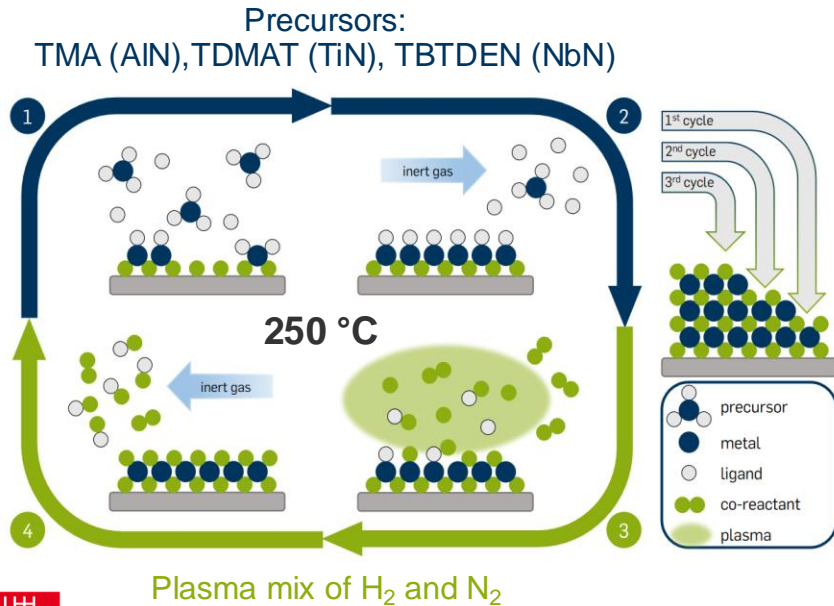 Precursors:
TMA (AlN),TDMAT (TiN), TBTDEN (NbN)
1
2
1st cycle
2nd cycle
3rd cycle
inert gas
250 °C
inert gas
precursor
metal
ligand
co-reactant
plasma
4
3
Plasma mix of H₂ and N₂